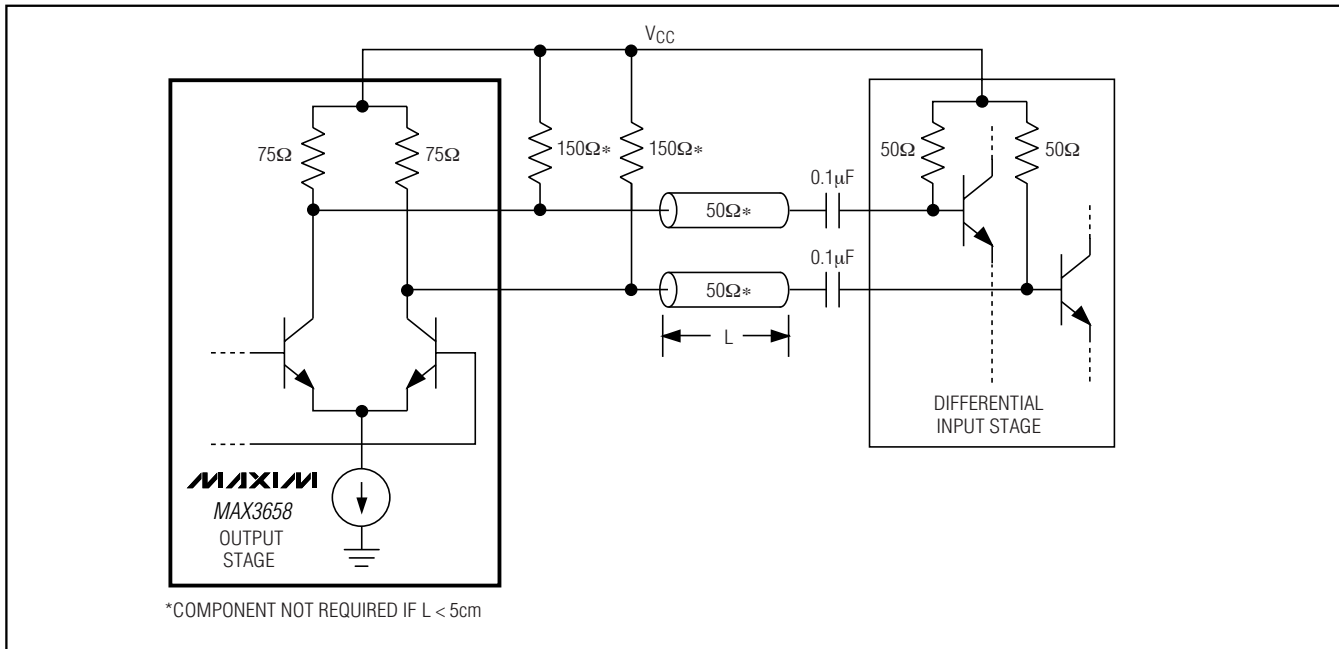 VCC
75Ω
75Ω
150Ω*
150Ω*
50Ω
50Ω
0.1μF
50Ω*
0.1μF
50Ω*
L
DIFFERENTIAL
INPUT STAGE
MAXIM
MAX3658
OUTPUT
STAGE
*COMPONENT NOT REQUIRED IF L < 5cm